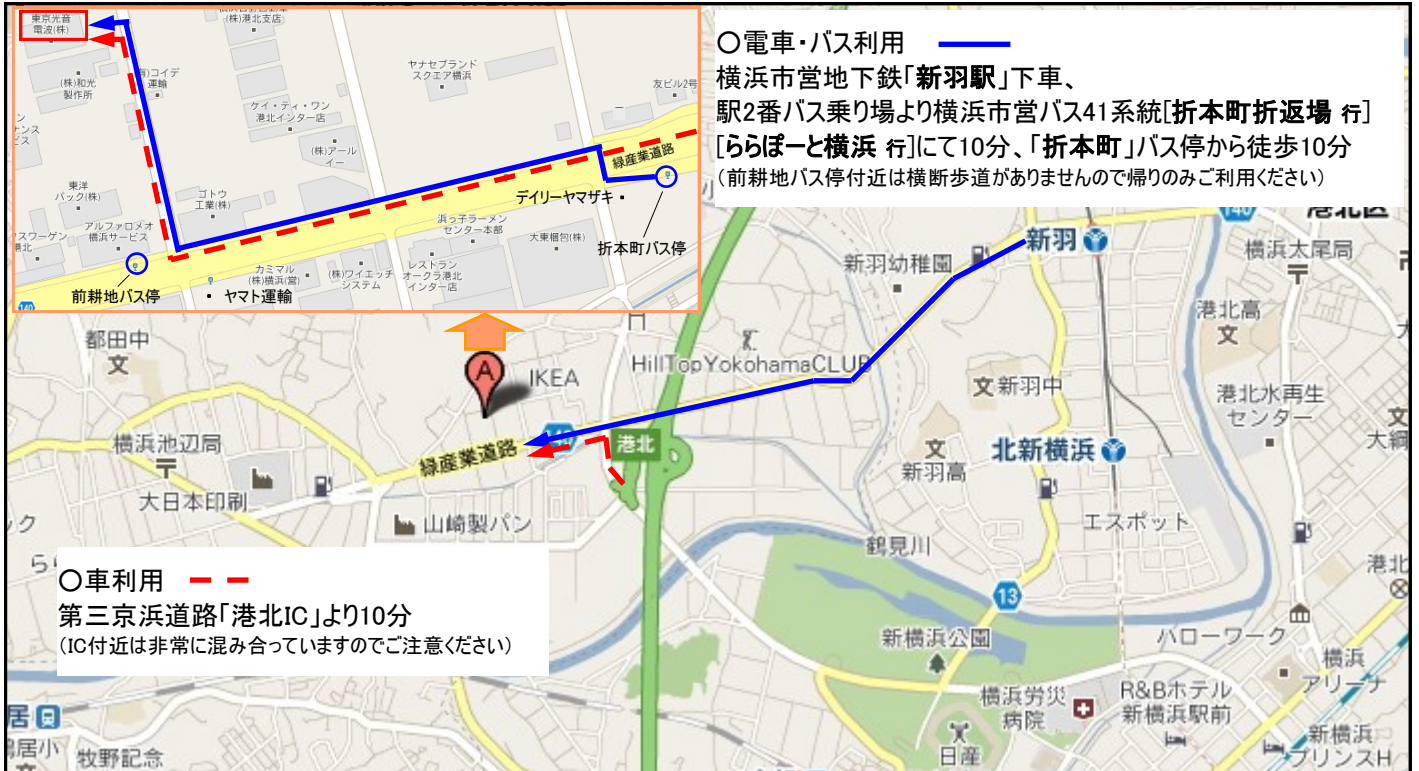 東京光音
電波(株)
(株)港北支店
(株)和光
製作所
コイデ
運輸
ヤナセブランド
スクエア横浜
友ビル2号
ケイ・ティ・ワン
港北インター店
(株)アール
イー
緑産業道路
東洋
パック(株)
ゴトウ
工業(株)
デイリーヤマザキ
アルファロメオ
横浜サービス
浜っ子ラーメン
センター本部
大東梱包(株)
折本町バス停
カミマル
(株)横浜(営)
(株)ワイエッチ
システム
レストラン
オークラ港北
インター店
前耕地バス停
ヤマト運輸
140
〇電車・バス利用
横浜市営地下鉄「新羽駅」下車、
駅2番バス乗り場より横浜市営バス41系統[折本町折返場 行]
[ららぽーと横浜 行]にて10分、「折本町」バス停から徒歩10分
(前耕地バス停付近は横断歩道がありませんので帰りのみご利用ください)
140
港北区
新羽
横浜太尾局
新羽幼稚園
港北高
文
都田中
文
HillTopYokohamaCLUB
A
IKEA
文新羽中
港北水再生
センター
文
大綱
横浜池辺局
緑産業道路
港北
文
新羽高
北新横浜
大日本印刷
山崎製パン
エスポット
鶴見川
〇車利用
第三京浜道路「港北IC」より10分
(IC付近は非常に混み合っていますのでご注意ください)
13
新横浜公園
ハローワーク
横浜
アリーナ
横浜労災
病院
R&Bホテル
新横浜駅前
日産
新横浜
プリンスH
牧野記念